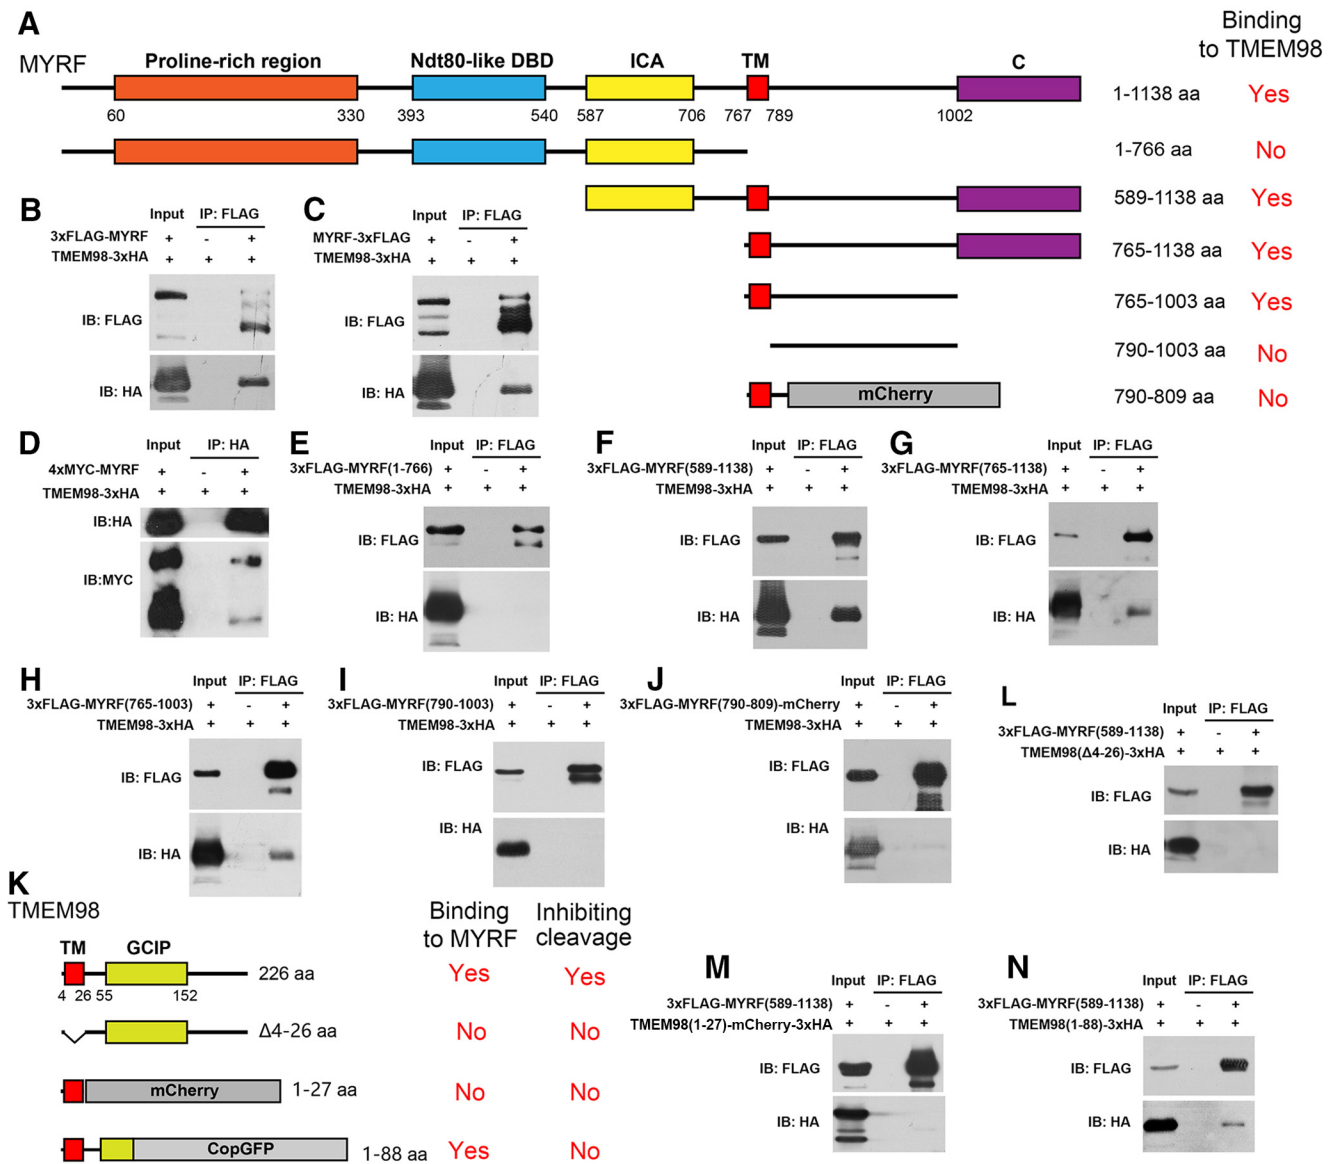 A
MYRF
Proline-rich region
Ndt80-like DBD
ICA
TM
C
Binding
to TMEM98
60 330 393 540 587 706 767 789 1002
1-1138 aa Yes
1-766 aa No
589-1138 aa Yes
765-1138 aa Yes
765-1003 aa Yes
790-1003 aa No
mCherry 790-809 aa No
B
Input IP: FLAG
3xFLAG-MYRF + - +
TMEM98-3xHA + + +
IB: FLAG
IB: HA
C
Input IP: FLAG
MYRF-3xFLAG + - +
TMEM98-3xHA + + +
IB: FLAG
IB: HA
D
Input IP: HA
4xMYC-MYRF + - +
TMEM98-3xHA + + +
IB:HA
IB:MYC
E
Input IP: FLAG
3xFLAG-MYRF(1-766) + - +
TMEM98-3xHA + + +
IB: FLAG
IB: HA
F
Input IP: FLAG
3xFLAG-MYRF(589-1138) + - +
TMEM98-3xHA + + +
IB: FLAG
IB: HA
G
Input IP: FLAG
3xFLAG-MYRF(765-1138) + - +
TMEM98-3xHA + + +
IB: FLAG
IB: HA
H
Input IP: FLAG
3xFLAG-MYRF(765-1003) + - +
TMEM98-3xHA + + +
IB: FLAG
IB: HA
I
Input IP: FLAG
3xFLAG-MYRF(790-1003) + - +
TMEM98-3xHA + + +
IB: FLAG
IB: HA
J
Input IP: FLAG
3xFLAG-MYRF(790-809)-mCherry + - +
TMEM98-3xHA + + +
IB: FLAG
IB: HA
L
Input IP: FLAG
3xFLAG-MYRF(589-1138) + - +
TMEM98(Δ4-26)-3xHA + + +
IB: FLAG
IB: HA
K
TMEM98
Binding
to MYRF
Inhibiting
cleavage
TM GCIP
226 aa Yes Yes
4 26 55 152
Δ4-26 aa No No
mCherry 1-27 aa No No
CopGFP 1-88 aa Yes No
M
Input IP: FLAG
3xFLAG-MYRF(589-1138) + - +
TMEM98(1-27)-mCherry-3xHA + + +
IB: FLAG
IB: HA
N
Input IP: FLAG
3xFLAG-MYRF(589-1138) + - +
TMEM98(1-88)-3xHA + + +
IB: FLAG
IB: HA